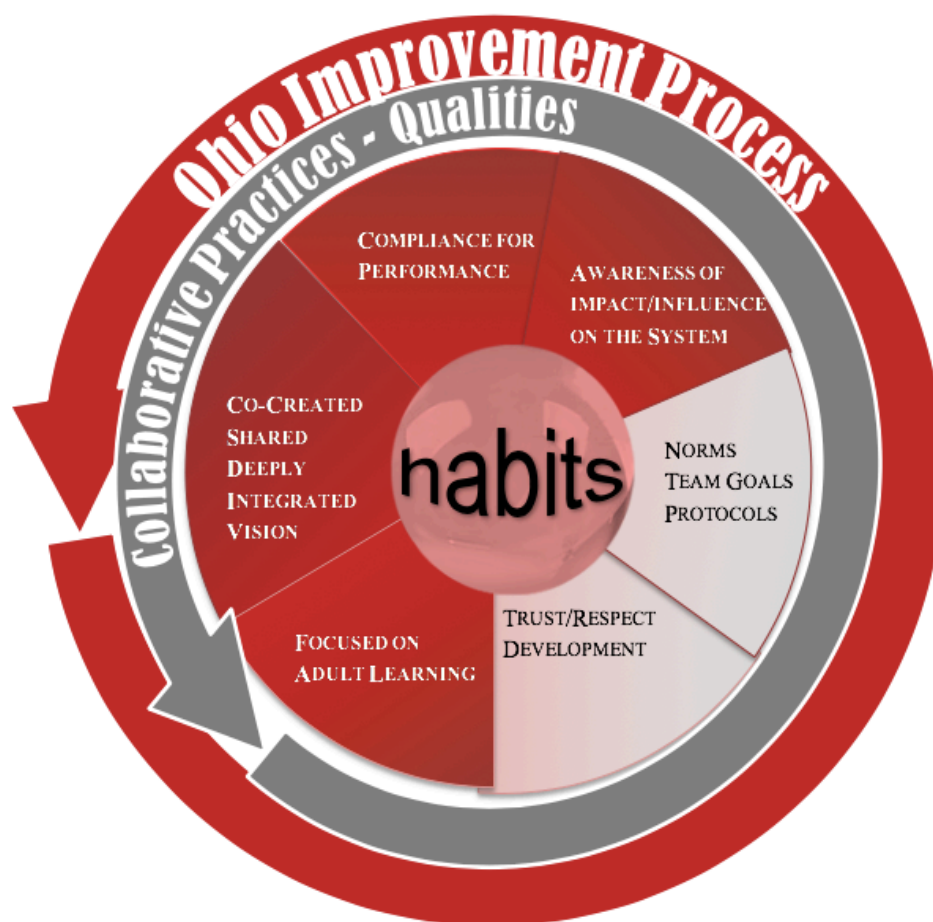 Ohio Improvement Process
Collaborative Practices - Qualities
COMPLIANCE FOR
PERFORMANCE
AWARENESS OF
IMPACT/INFLUENCE
ON THE SYSTEM
NORMS
TEAM GOALS
PROTOCOLS
TRUST/RESPECT
DEVELOPMENT
FOCUSED ON
ADULT LEARNING
CO-CREATED
SHARED
DEEPLY
INTEGRATED
VISION
habits